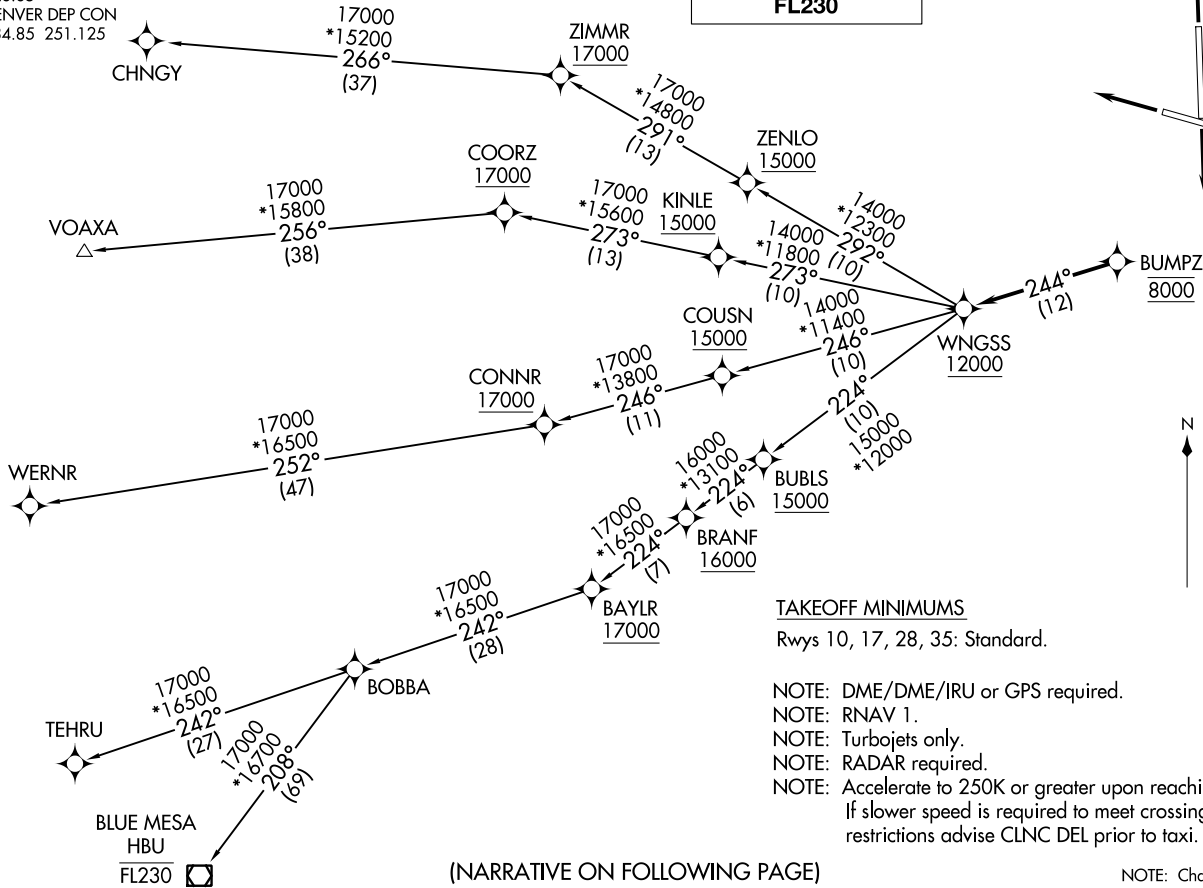 ENVER DEP CON
4.85 251.125
FL230
17000
*15200
266°
(37)
CHNGY
ZIMMR
17000
17000
*14800
291°
(13)
ZENLO
15000
COORZ
17000
17000
*15600
273°
(13)
KINLE
15000
14000
*12300
292°
(10)
VOAXA
17000
*15800
256°
(38)
14000
*11800
273°
(10)
244°
(12)
BUMPZ
8000
WNGSS
12000
COUSN
15000
14000
*11400
246°
(10)
CONNR
17000
17000
*13800
246°
(11)
224°
(10)
15000
*12000
WERNR
17000
*16500
252°
(47)
N
BUBLS
15000
16000
*13100
224°
(6)
BRANF
16000
17000
*16500
224°
(7)
BAYLR
17000
17000
*16500
242°
(28)
BOBBA
TEHRU
17000
*16500
242°
(27)
17000
*16700
208°
(69)
BLUE MESA
HBU
FL230
TAKEOFF MINIMUMS
Rwys 10, 17, 28, 35: Standard.
NOTE: DME/DME/IRU or GPS required.
NOTE: RNAV 1.
NOTE: Turbojets only.
NOTE: RADAR required.
NOTE: Accelerate to 250K or greater upon reachi
If slower speed is required to meet crossing
restrictions advise CLNC DEL prior to taxi.
(NARRATIVE ON FOLLOWING PAGE)
NOTE: Cha